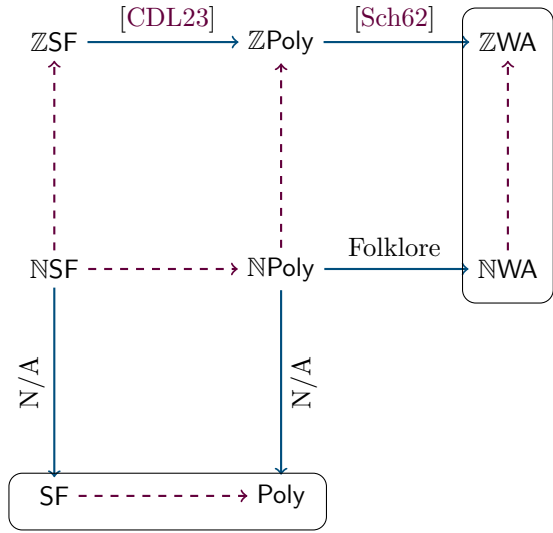 [CDL23] [Sch62]
ℤSF ℤPoly ℤWA
Folklore
ℕSF ℕPoly ℕWA
N/A N/A
SF Poly